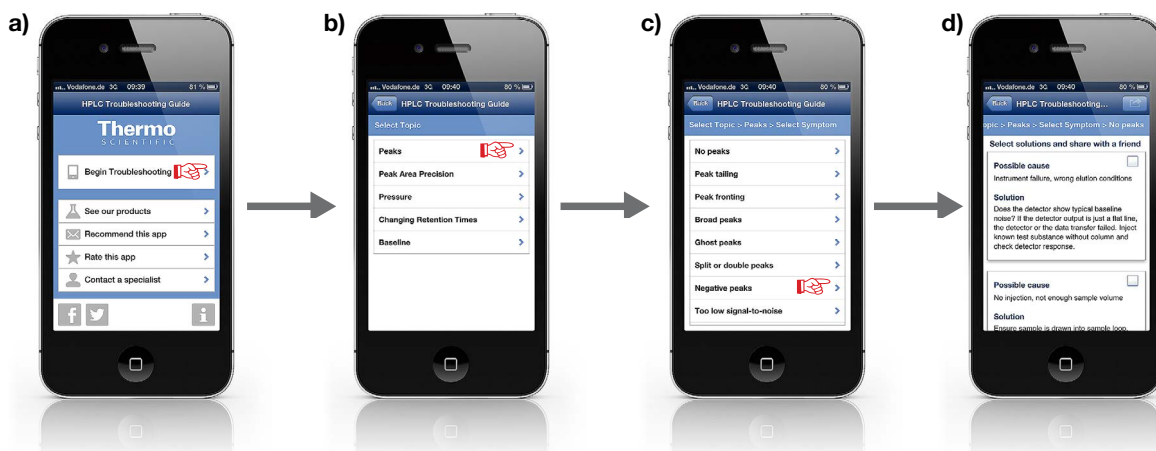 a)
Vodafone.de 3G 09:39 81 %
HPLC Troubleshooting Guide
Thermo
SCIENTIFIC
Begin Troubleshooting
See our products
Recommend this app
Rate this app
Contact a specialist
b)
Vodafone.de 3G 09:40 80 %
Back HPLC Troubleshooting Guide
Select Topic
Peaks
Peak Area Precision
Pressure
Changing Retention Times
Baseline
c)
Vodafone.de 3G 09:40 80 %
Back HPLC Troubleshooting Guide
Select Topic > Peaks > Select Symptom
No peaks
Peak tailing
Peak fronting
Broad peaks
Ghost peaks
Split or double peaks
Negative peaks
Too low signal-to-noise
d)
Vodafone.de 3G 09:40 80 %
Back HPLC Troubleshooting...
opic > Peaks > Select Symptom > No peaks
Select solutions and share with a friend
Possible cause
Instrument failure, wrong elution conditions
Solution
Does the detector show typical baseline
noise? If the detector output is just a flat line,
the detector or the data transfer failed. Inject
known test substance without column and
check detector response.
Possible cause
No injection, not enough sample volume
Solution
Ensure sample is drawn into sample loop.